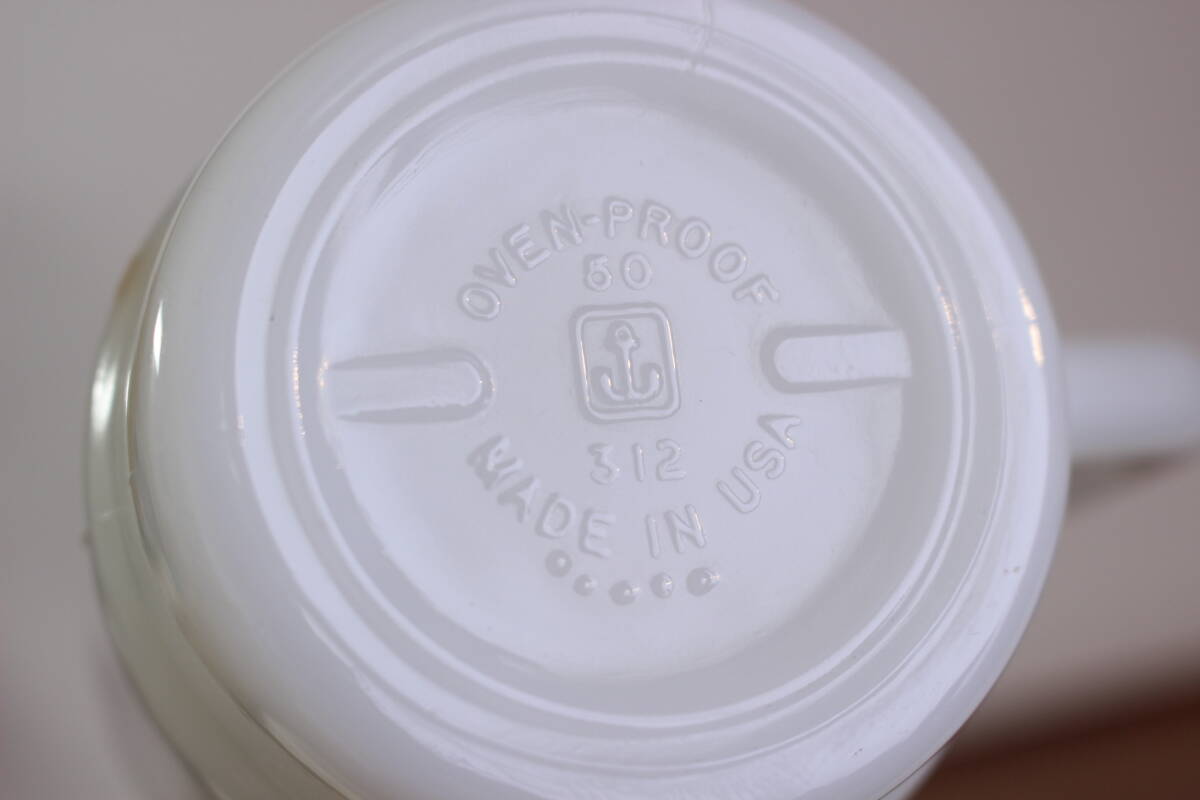 OVEN-PROOF
50
312
MADE IN USA